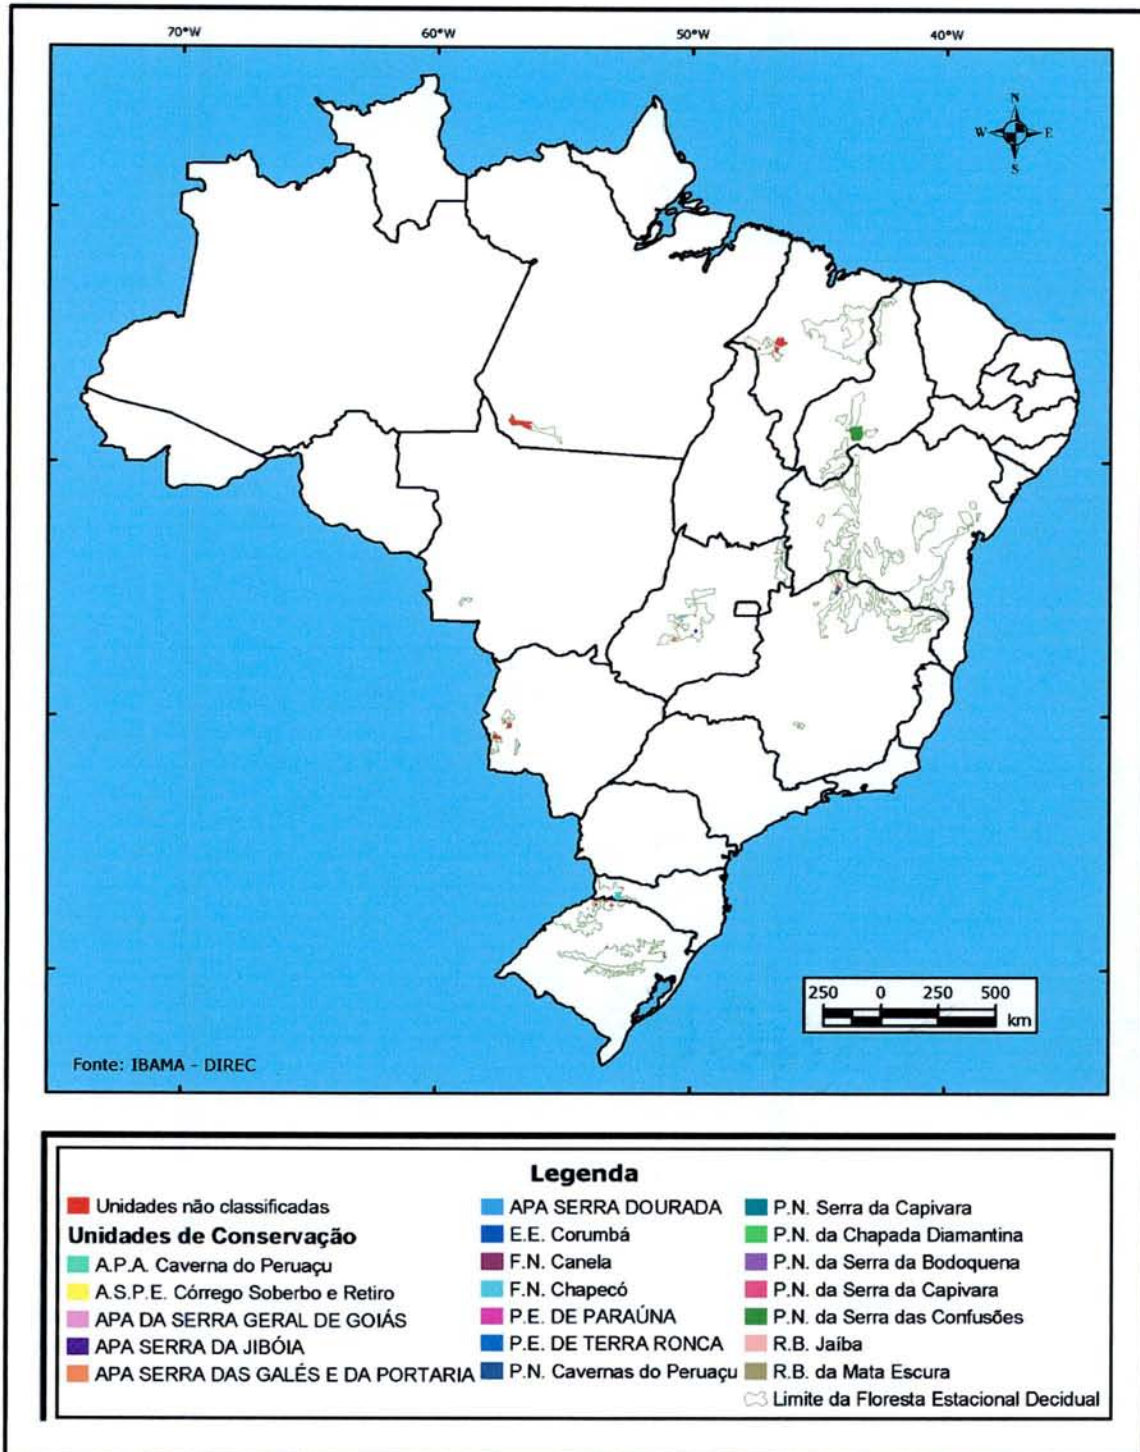 70°W 60°W 50°W 40°W
N
W E
S
250 0 250 500
km
Fonte: IBAMA - DIREC
Legenda
Unidades não classificadas
Unidades de Conservação
A.P.A. Caverna do Peruaçu
A.S.P.E. Córrego Soberbo e Retiro
APA DA SERRA GERAL DE GOIÁS
APA SERRA DA JIBÓIA
APA SERRA DAS GALÉS E DA PORTARIA
APA SERRA DOURADA
E.E. Corumbá
F.N. Canela
F.N. Chapecó
P.E. DE PARAÚNA
P.E. DE TERRA RONCA
P.N. Cavernas do Peruaçu
P.N. Serra da Capivara
P.N. da Chapada Diamantina
P.N. da Serra da Bodoquena
P.N. da Serra da Capivara
P.N. da Serra das Confusões
R.B. Jaíba
R.B. da Mata Escura
Limite da Floresta Estacional Decidual
70°W 60°W 50°W 40°W